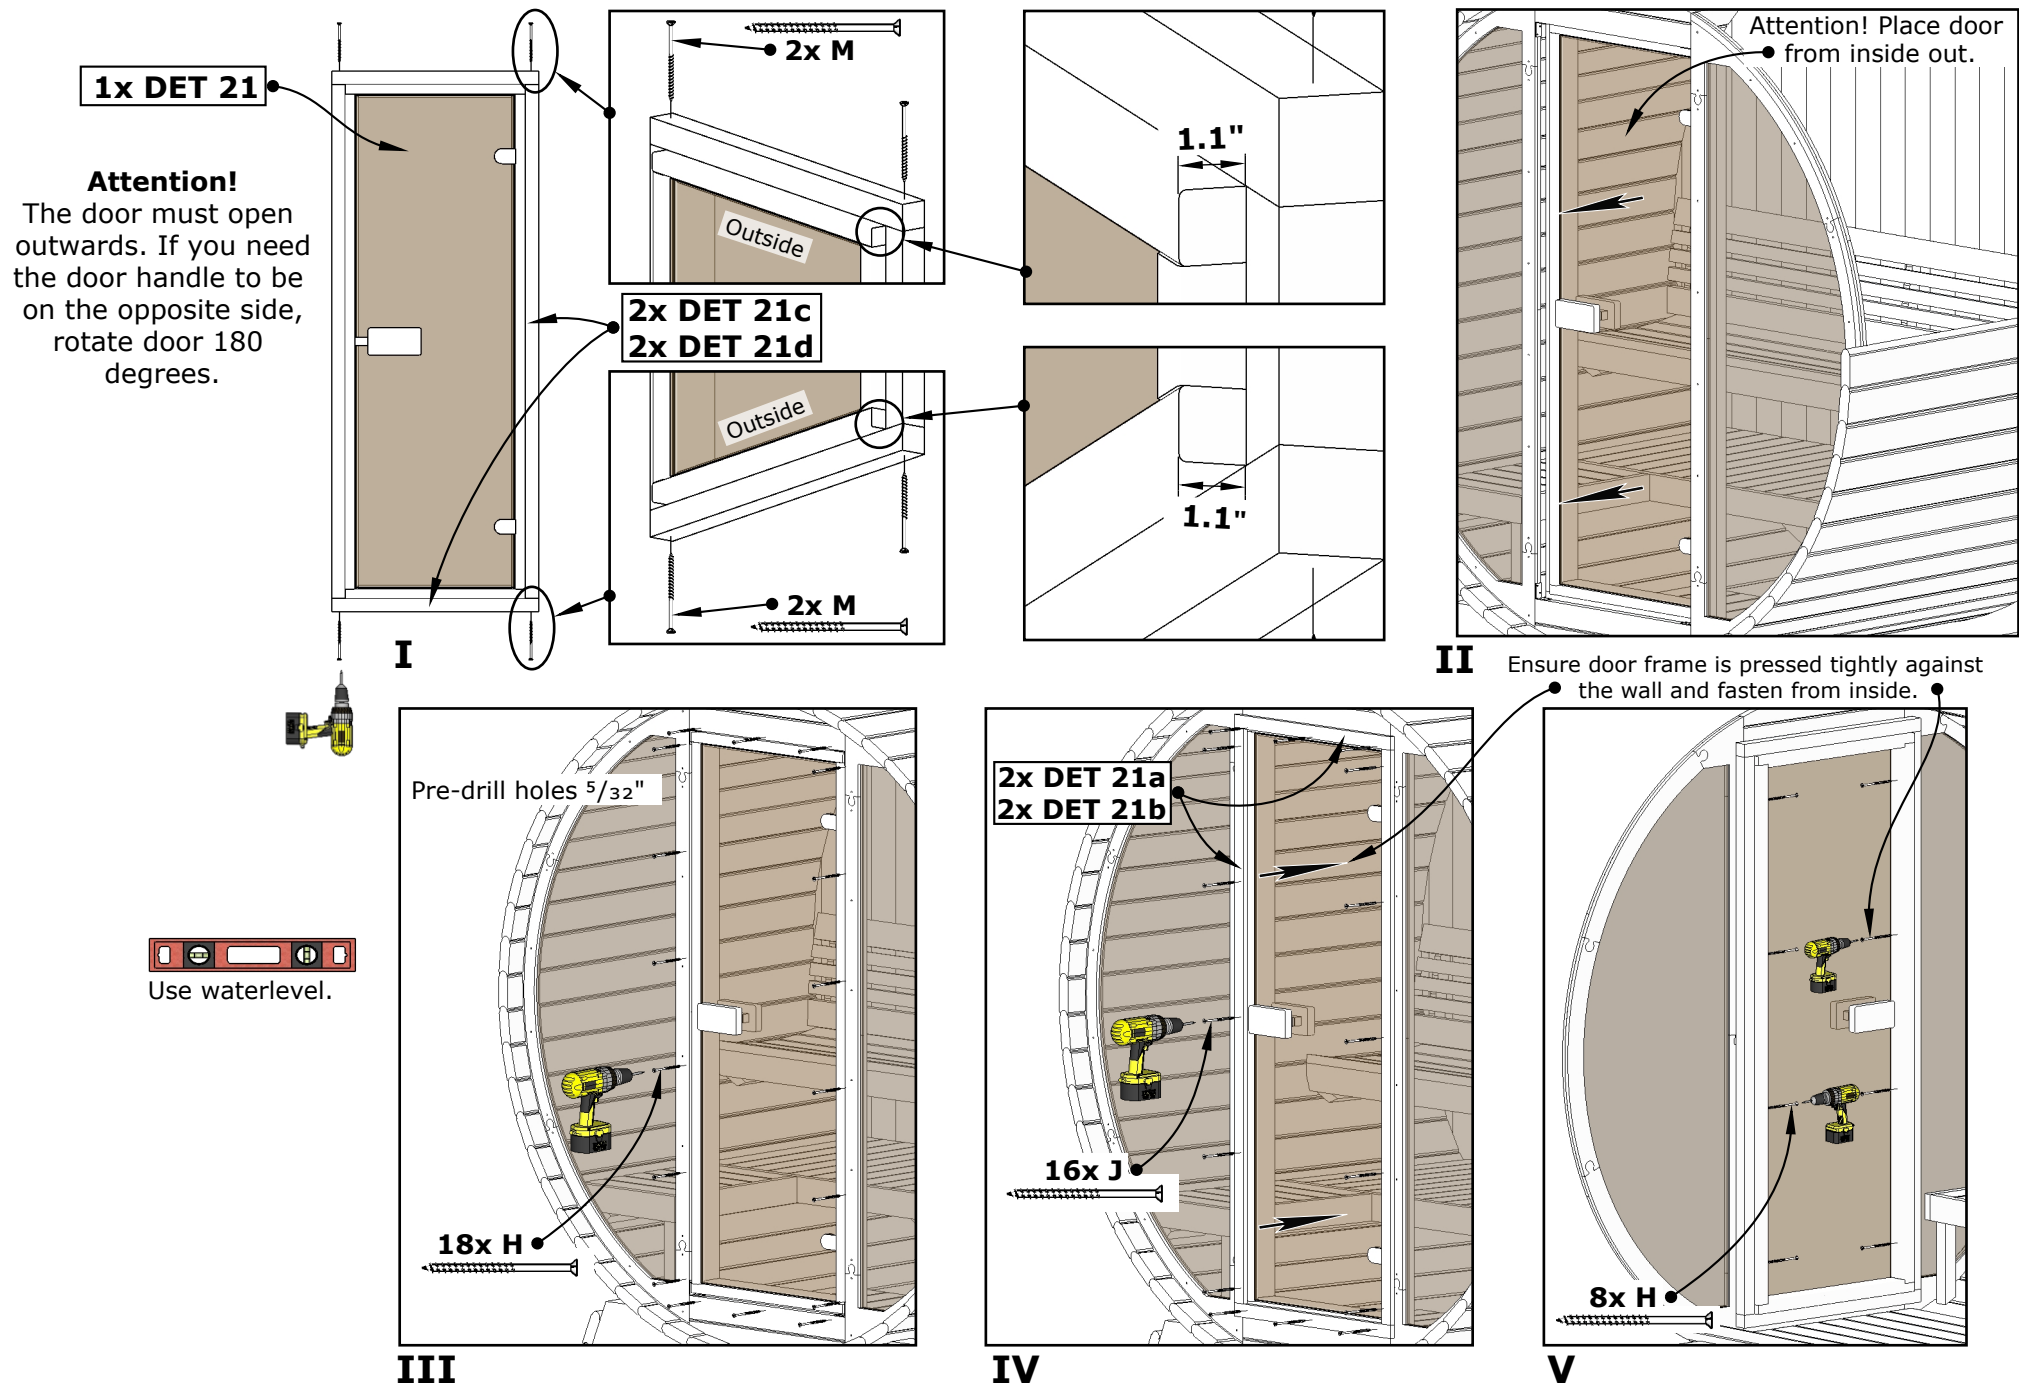 1x DET 21
Attention!
The door must open
outwards. If you need
the door handle to be
on the opposite side,
rotate door 180
degrees.
2x M
Outside
1.1"
2x DET 21c
2x DET 21d
Outside
2x M
1.1"
I
Attention! Place door
from inside out.
II
Ensure door frame is pressed tightly against
the wall and fasten from inside.
Use waterlevel.
Pre-drill holes ⁵/₃₂"
18x H
III
2x DET 21a
2x DET 21b
16x J
IV
8x H
V